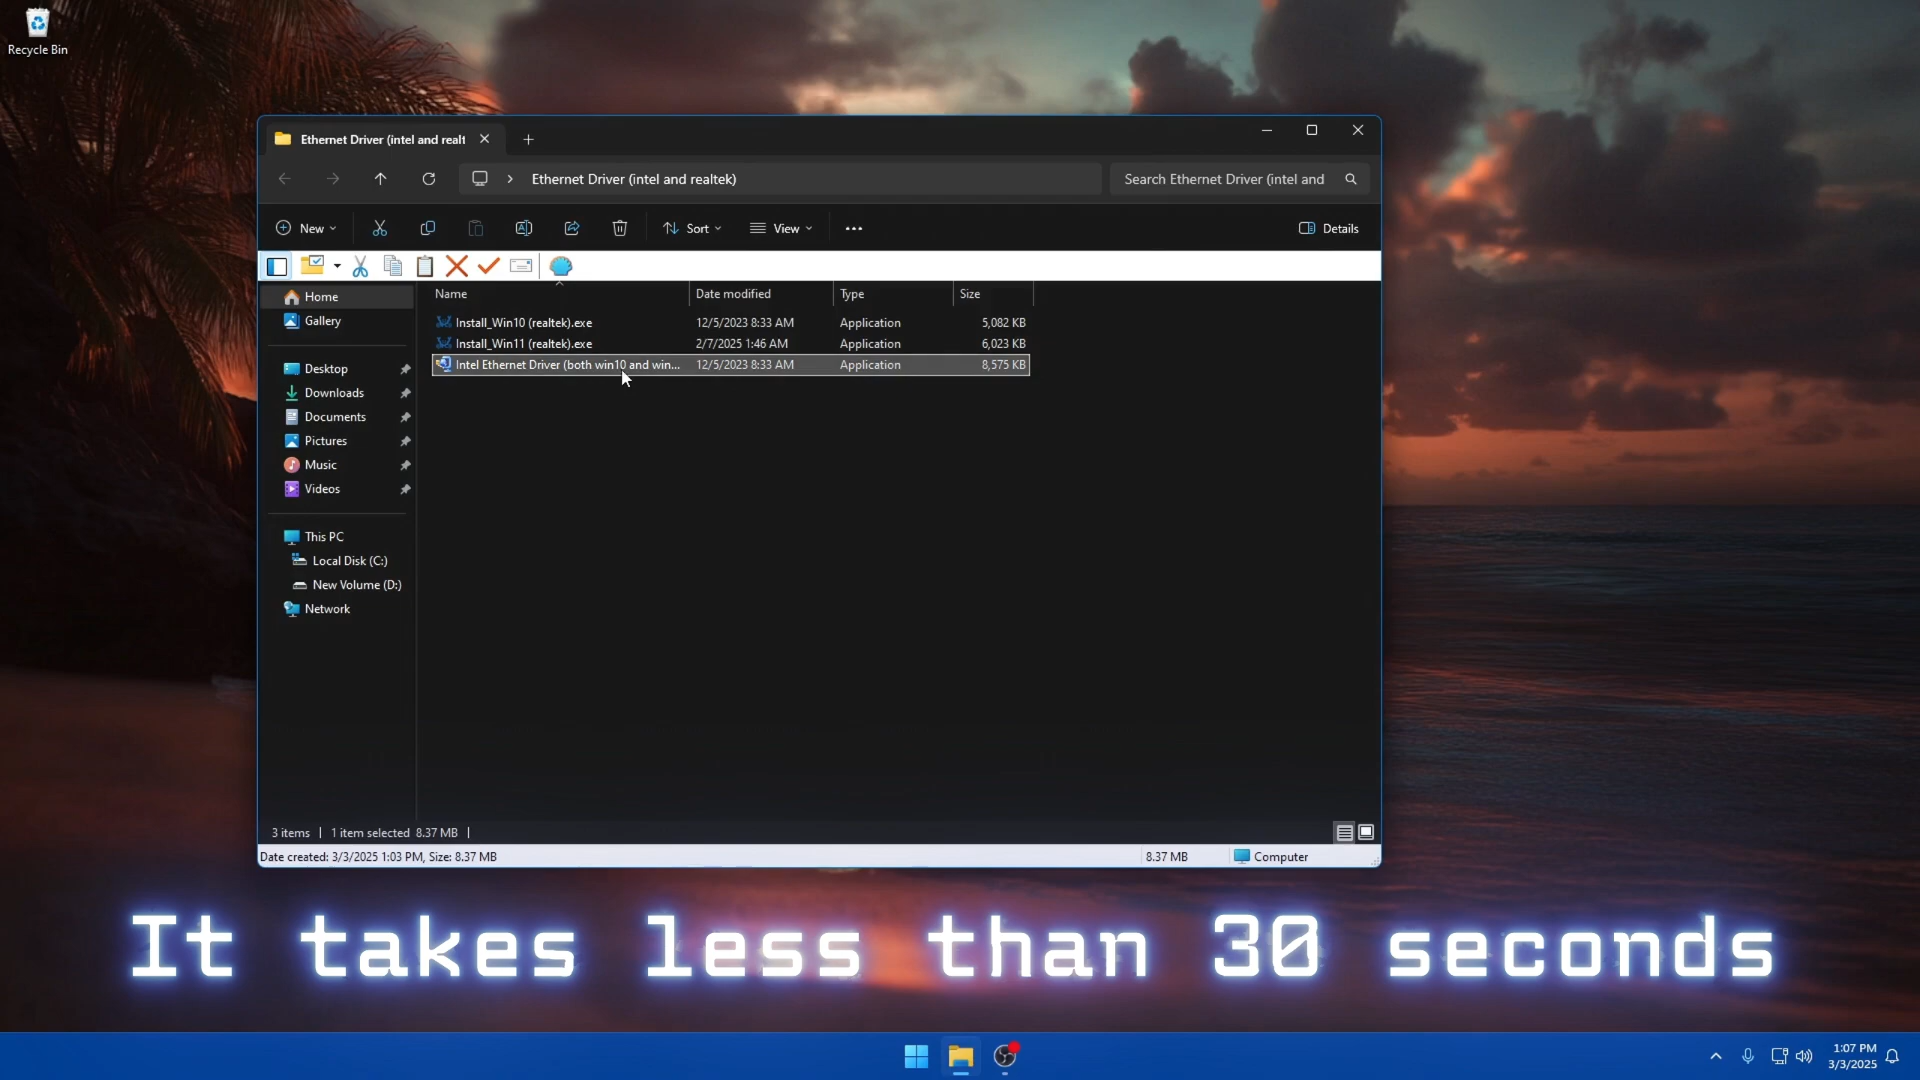 Recycle Bin
Ethernet Driver (intel and realt
Ethernet Driver (intel and realtek)
Search Ethernet Driver (intel and
New
Sort
View
Details
Home
Gallery
Desktop
Downloads
Documents
Pictures
Music
Videos
This PC
Local Disk (C:)
New Volume (D:)
Network
Name Date modified Type Size
Install_Win10 (realtek).exe 12/5/2023 8:33 AM Application 5,082 KB
Install_Win11 (realtek).exe 2/7/2025 1:46 AM Application 6,023 KB
Intel Ethernet Driver (both win10 and win... 12/5/2023 8:33 AM Application 8,575 KB
3 items | 1 item selected 8.37 MB |
Date created: 3/3/2025 1:03 PM, Size: 8.37 MB 8.37 MB Computer
It takes less than 30 seconds
1:07 PM
3/3/2025